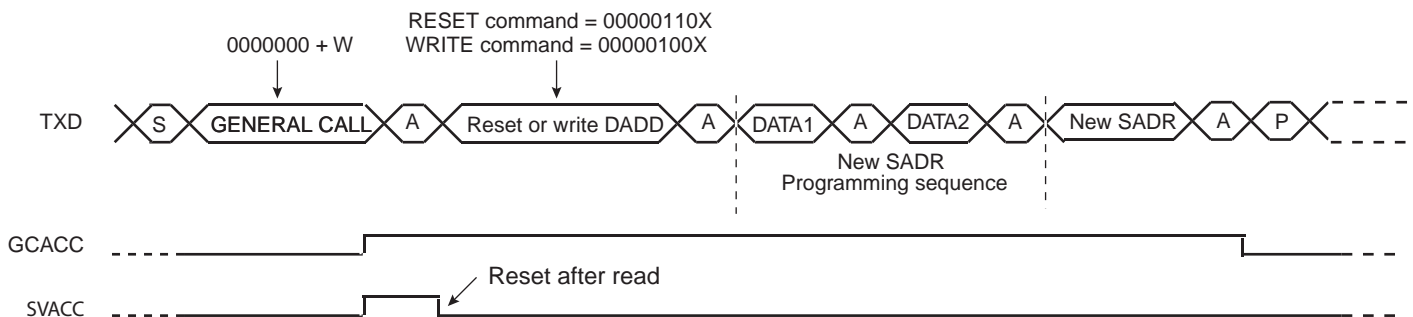 RESET command = 00000110X
0000000 + W
WRITE command = 00000100X
TXD
S
GENERAL CALL
A
Reset or write DADD
A
DATA1
A
DATA2
A
New SADR
A
P
New SADR
Programming sequence
GCACC
Reset after read
SVACC